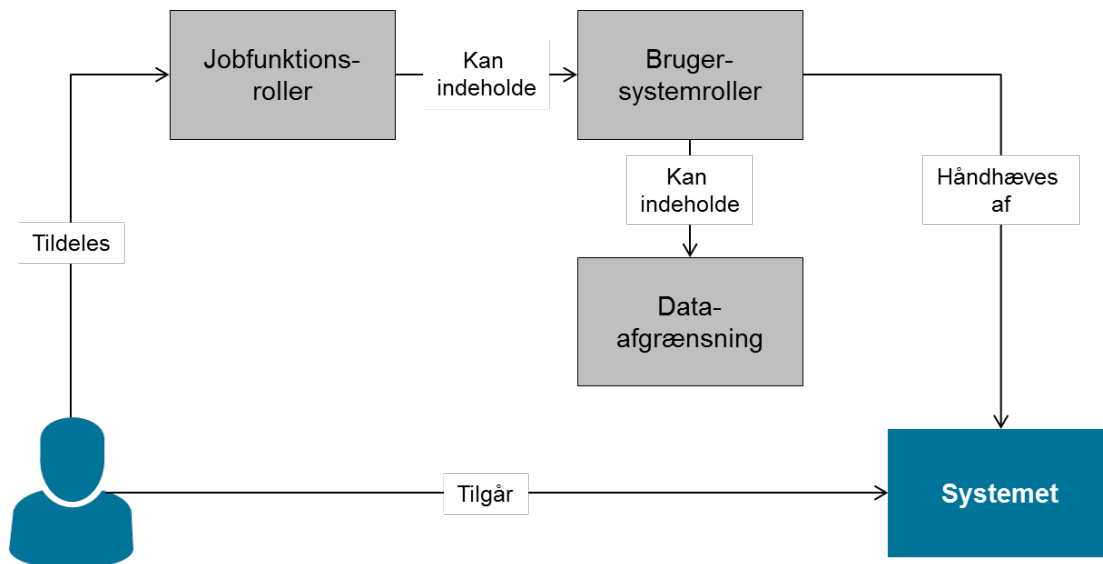 Jobfunktions-
roller
Kan
indeholde
Bruger-
systemroller
Kan
indeholde
Håndhæves
af
Tildeles
Data-
afgrænsning
Tilgår
Systemet